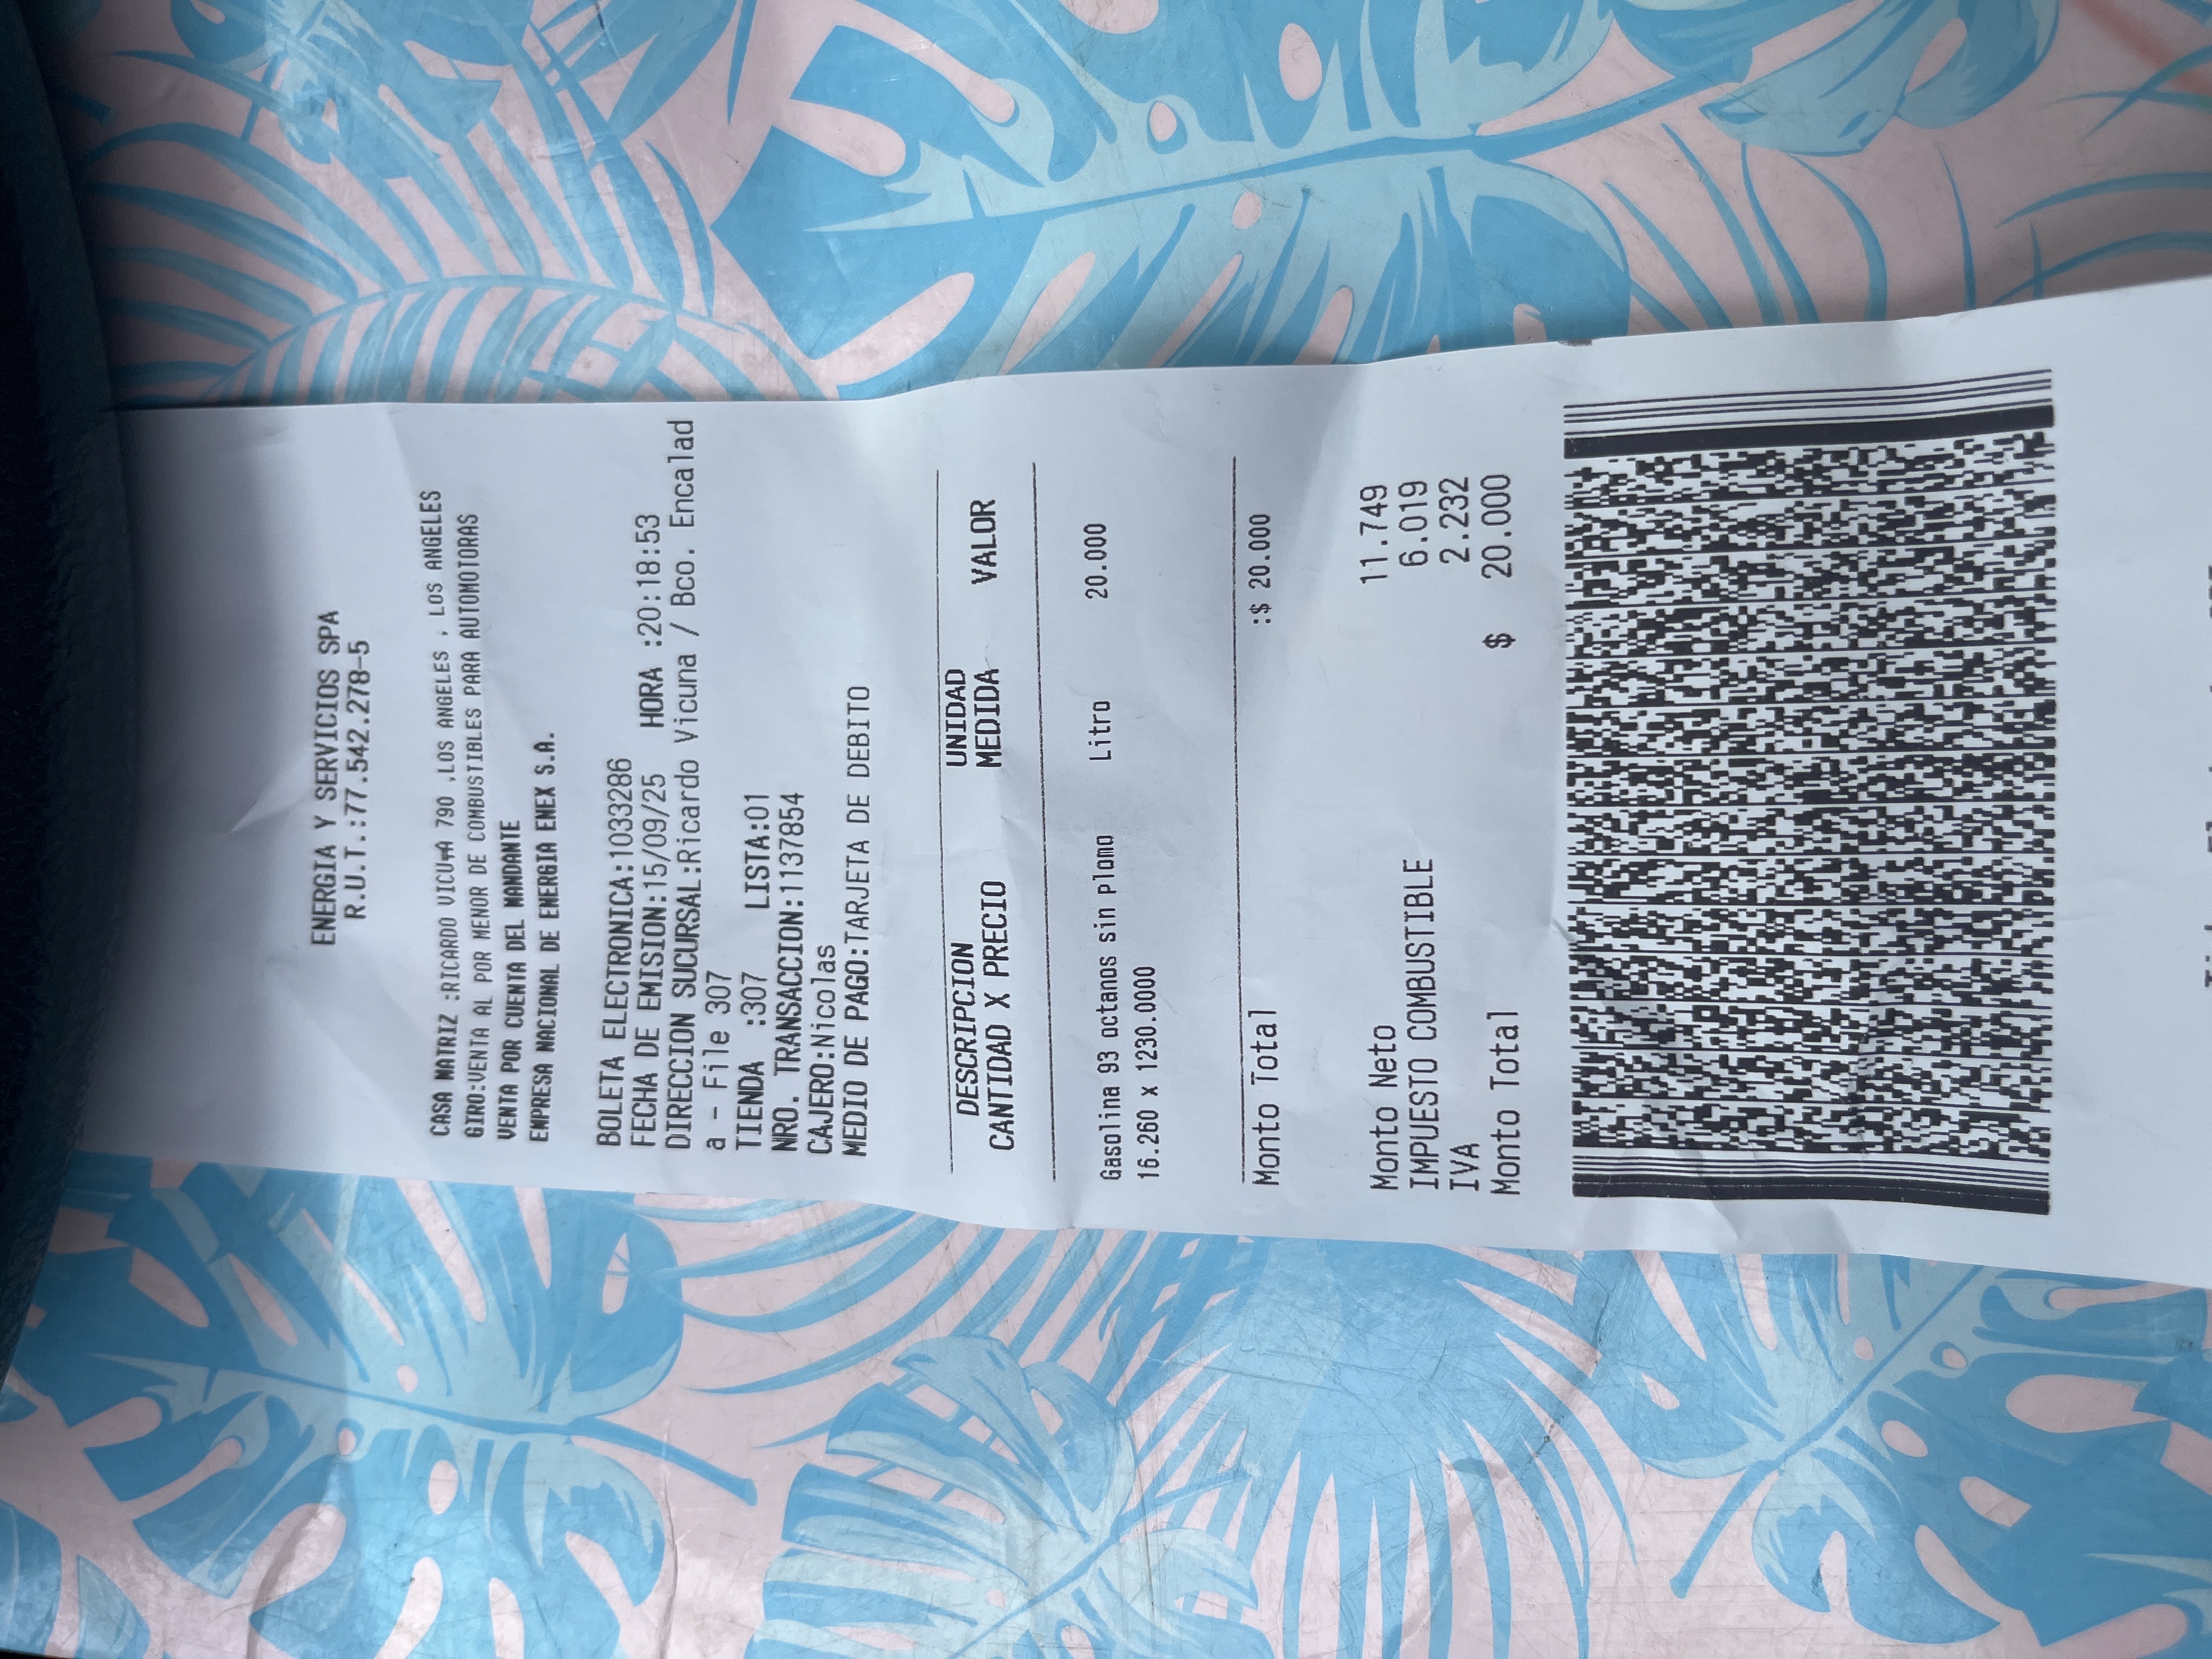 ENERGIA Y SERVICIOS SPA
R.U.T.:77.542.278-5
CASA MATRIZ :RICARDO VICU¥A 790 ,LOS ANGELES , LOS ANGELES
GIRO:VENTA AL POR MENOR DE COMBUSTIBLES PARA AUTOMOTORAS
VENTA POR CUENTA DEL MANDANTE
EMPRESA NACIONAL DE ENERGIA ENEX S.A.
BOLETA ELECTRONICA:1033286
FECHA DE EMISION:15/09/25 HORA :20:18:53
DIRECCION SUCURSAL:Ricardo Vicuna / Bco. Encalad
a - File 307
TIENDA :307 LISTA:01
NRO. TRANSACCION:11137854
CAJERO:Nicolas
MEDIO DE PAGO:TARJETA DE DEBITO
DESCRIPCION UNIDAD
CANTIDAD X PRECIO MEDIDA VALOR
Gasolina 93 octanos sin plomo Litro 20.000
16.260 x 1230.0000
Monto Total :$ 20.000
Monto Neto 11.749
IMPUESTO COMBUSTIBLE 6.019
IVA 2.232
Monto Total $ 20.000